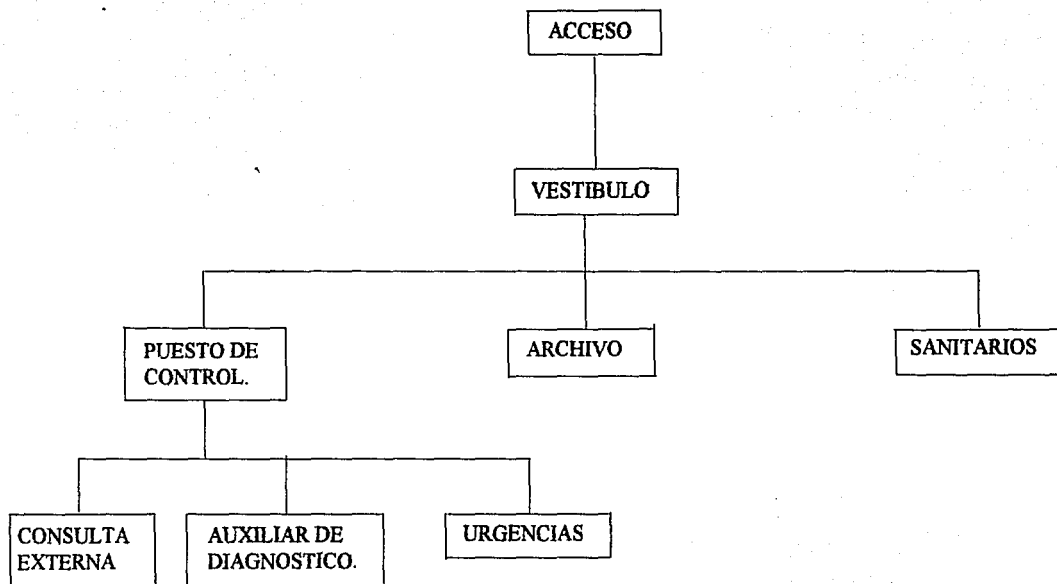 ACCESO
VESTIBULO
PUESTO DE
CONTROL.
ARCHIVO
SANITARIOS
CONSULTA
EXTERNA
AUXILIAR DE
DIAGNOSTICO.
URGENCIAS